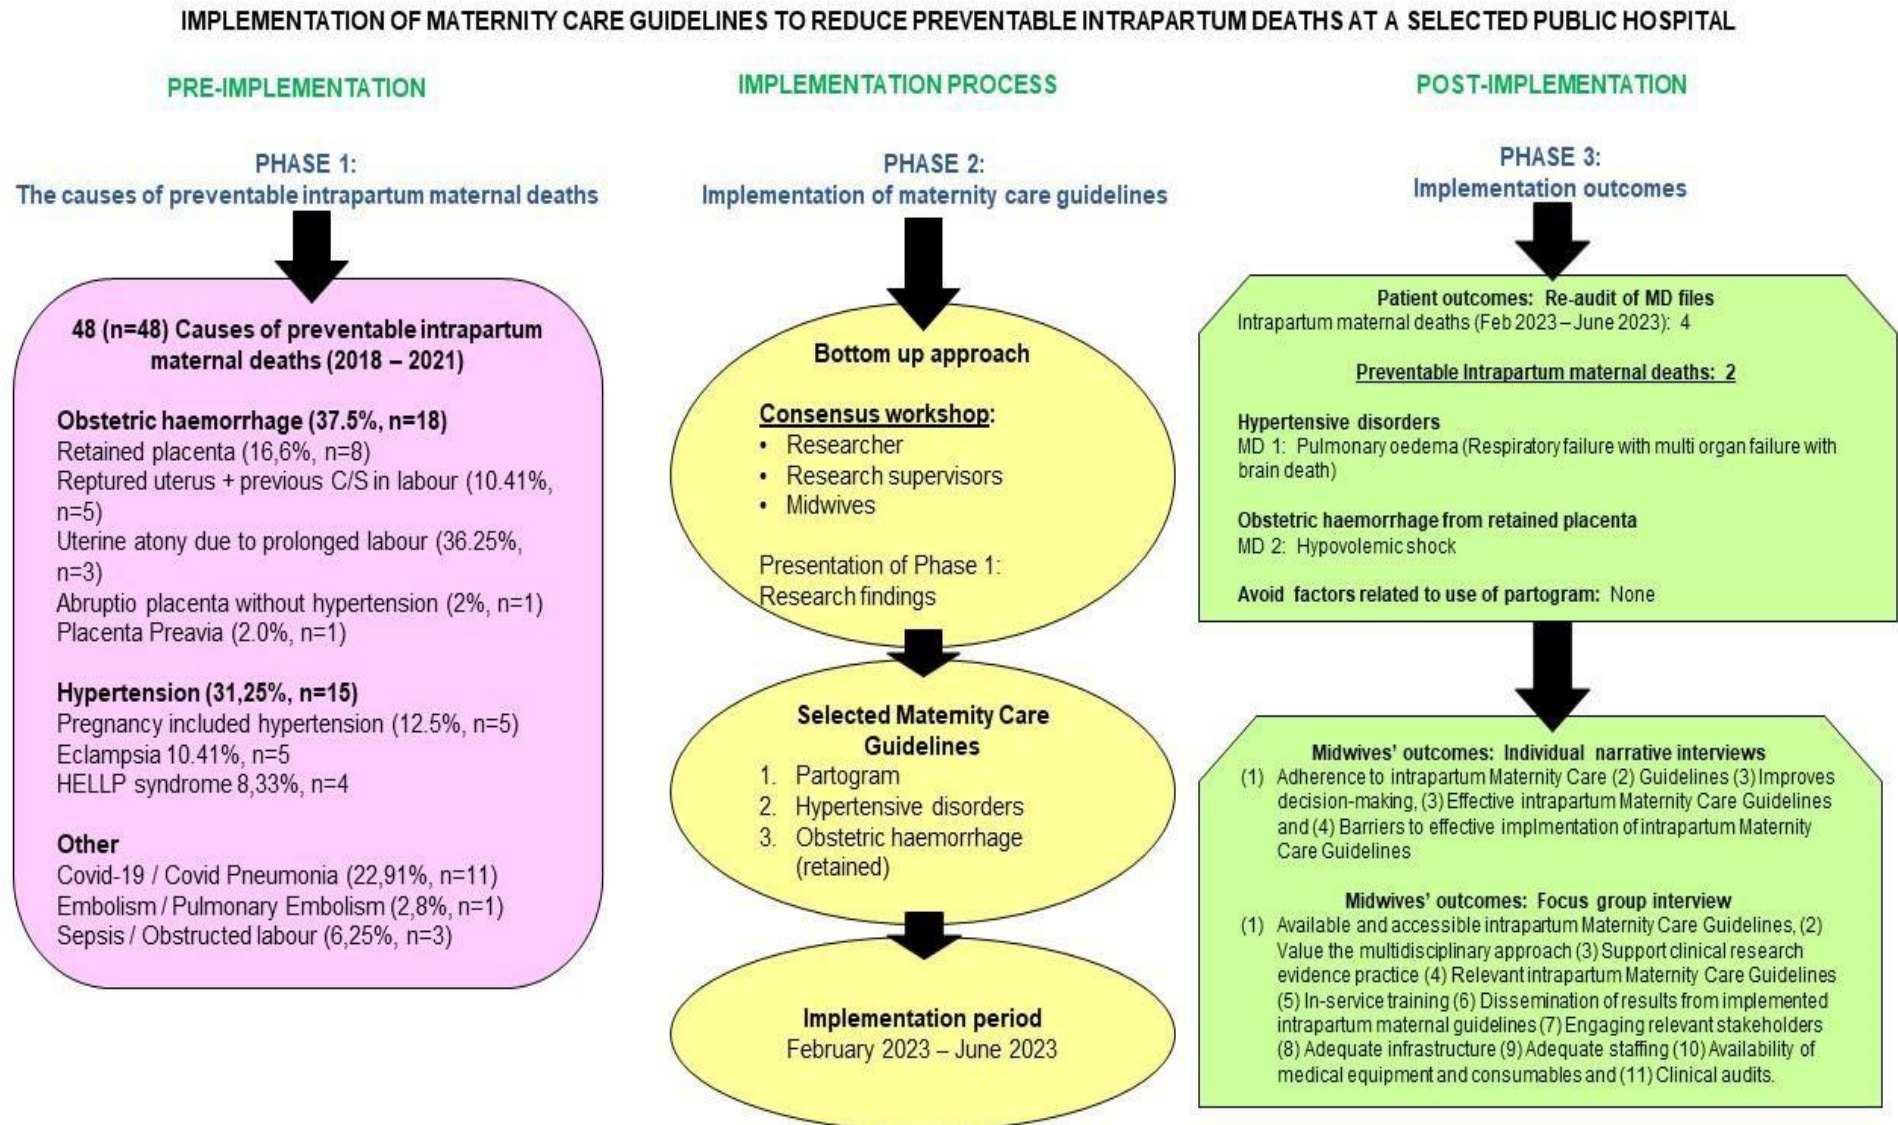 IMPLEMENTATION OF MATERNITY CARE GUIDELINES TO REDUCE PREVENTABLE INTRAPARTUM DEATHS AT A SELECTED PUBLIC HOSPITAL
PRE-IMPLEMENTATION
PHASE 1:
The causes of preventable intrapartum maternal deaths
48 (n=48) Causes of preventable intrapartum
maternal deaths (2018 – 2021)
Obstetric haemorrhage (37.5%, n=18)
Retained placenta (16,6%, n=8)
Reptured uterus + previous C/S in labour (10.41%,
n=5)
Uterine atony due to prolonged labour (36.25%,
n=3)
Abruptio placenta without hypertension (2%, n=1)
Placenta Preavia (2.0%, n=1)
Hypertension (31,25%, n=15)
Pregnancy included hypertension (12.5%, n=5)
Eclampsia 10.41%, n=5
HELLP syndrome 8,33%, n=4
Other
Covid-19 / Covid Pneumonia (22,91%, n=11)
Embolism / Pulmonary Embolism (2,8%, n=1)
Sepsis / Obstructed labour (6,25%, n=3)
IMPLEMENTATION PROCESS
PHASE 2:
Implementation of maternity care guidelines
Bottom up approach
Consensus workshop:
• Researcher
• Research supervisors
• Midwives
Presentation of Phase 1:
Research findings
Selected Maternity Care
Guidelines
1. Partogram
2. Hypertensive disorders
3. Obstetric haemorrhage
(retained)
Implementation period
February 2023 – June 2023
POST-IMPLEMENTATION
PHASE 3:
Implementation outcomes
Patient outcomes: Re-audit of MD files
Intrapartum maternal deaths (Feb 2023 – June 2023): 4
Preventable Intrapartum maternal deaths: 2
Hypertensive disorders
MD 1: Pulmonary oedema (Respiratory failure with multi organ failure with
brain death)
Obstetric haemorrhage from retained placenta
MD 2: Hypovolemic shock
Avoid factors related to use of partogram: None
Midwives' outcomes: Individual narrative interviews
(1) Adherence to intrapartum Maternity Care (2) Guidelines (3) Improves
decision-making, (3) Effective intrapartum Maternity Care Guidelines
and (4) Barriers to effective implmentation of intrapartum Maternity
Care Guidelines
Midwives' outcomes: Focus group interview
(1) Available and accessible intrapartum Maternity Care Guidelines, (2)
Value the multidisciplinary approach (3) Support clinical research
evidence practice (4) Relevant intrapartum Maternity Care Guidelines
(5) In-service training (6) Dissemination of results from implemented
intrapartum maternal guidelines (7) Engaging relevant stakeholders
(8) Adequate infrastructure (9) Adequate staffing (10) Availability of
medical equipment and consumables and (11) Clinical audits.